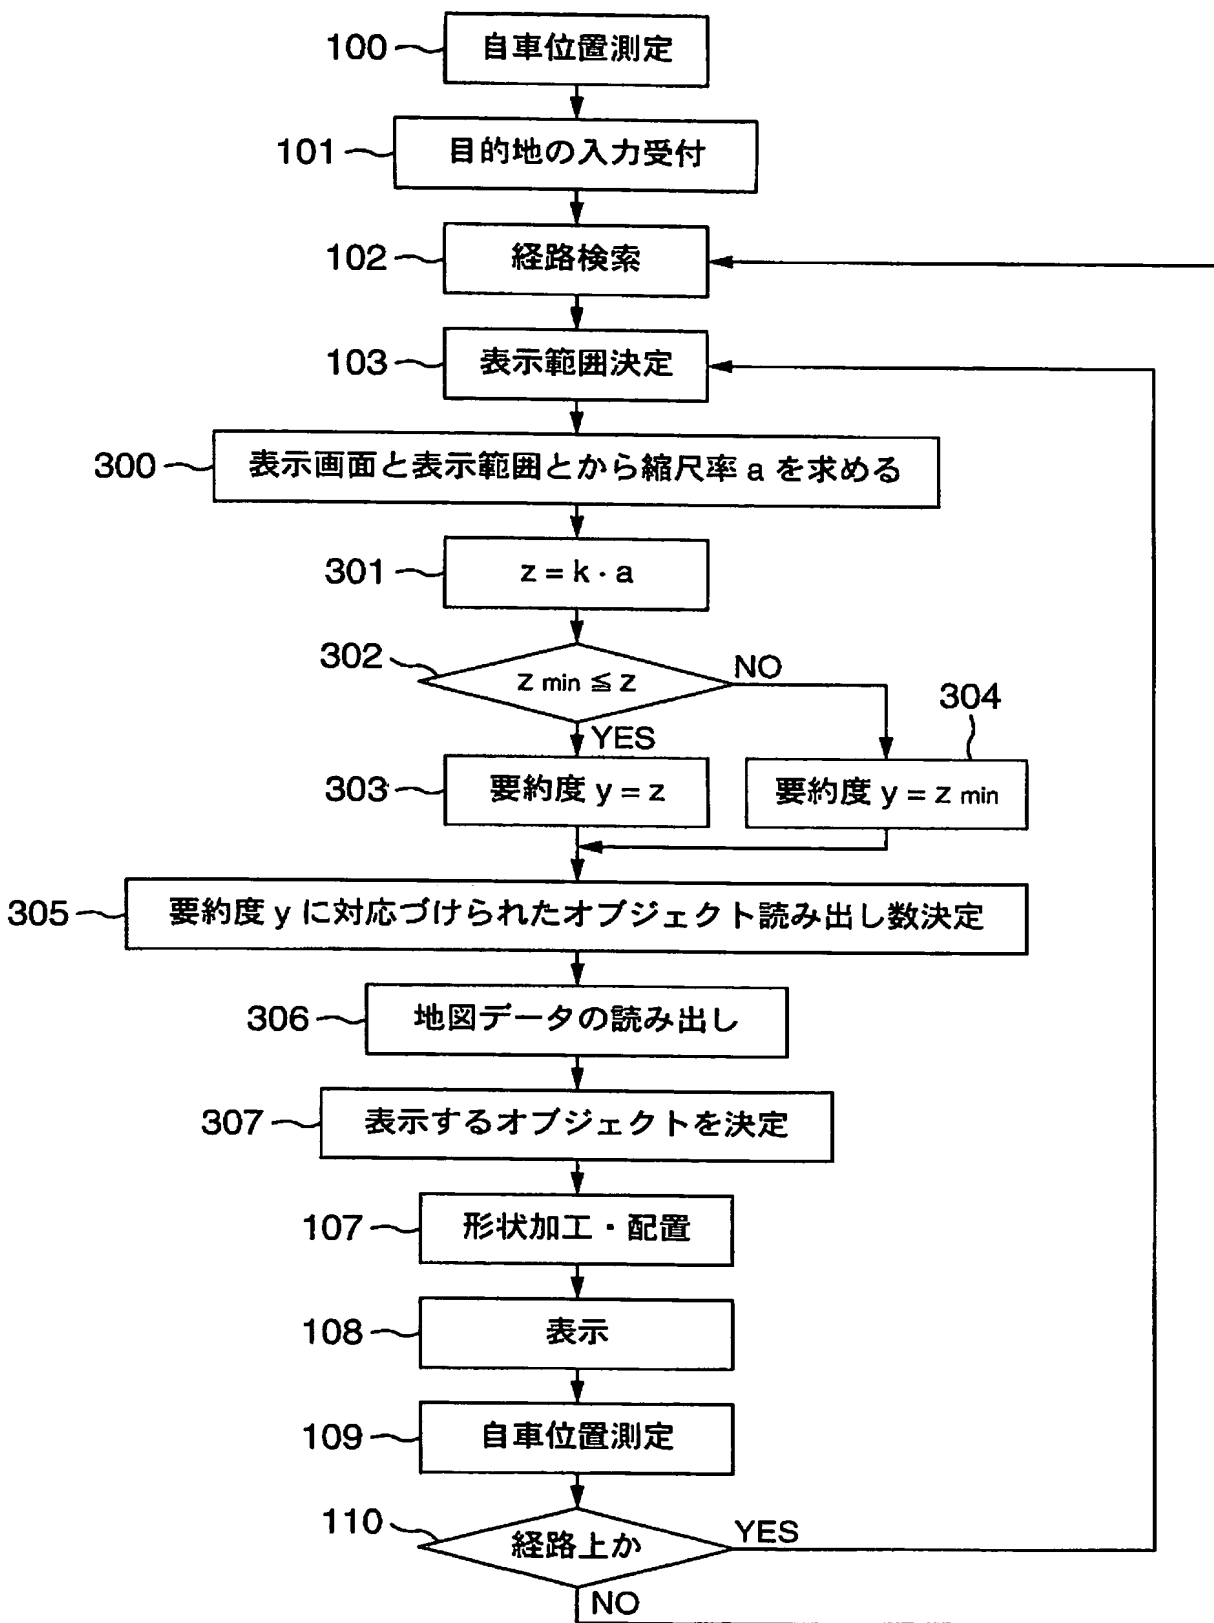 100 自車位置測定
101 目的地の入力受付
102 経路検索
103 表示範囲決定
300 表示画面と表示範囲とから縮尺率 a を求める
301 z = k · a
302 z min ≦ z NO
YES
304
303 要約度 y = z
要約度 y = z min
305 要約度 y に対応づけられたオブジェクト読み出し数決定
306 地図データの読み出し
307 表示するオブジェクトを決定
107 形状加工・配置
108 表示
109 自車位置測定
110 経路上か YES
NO